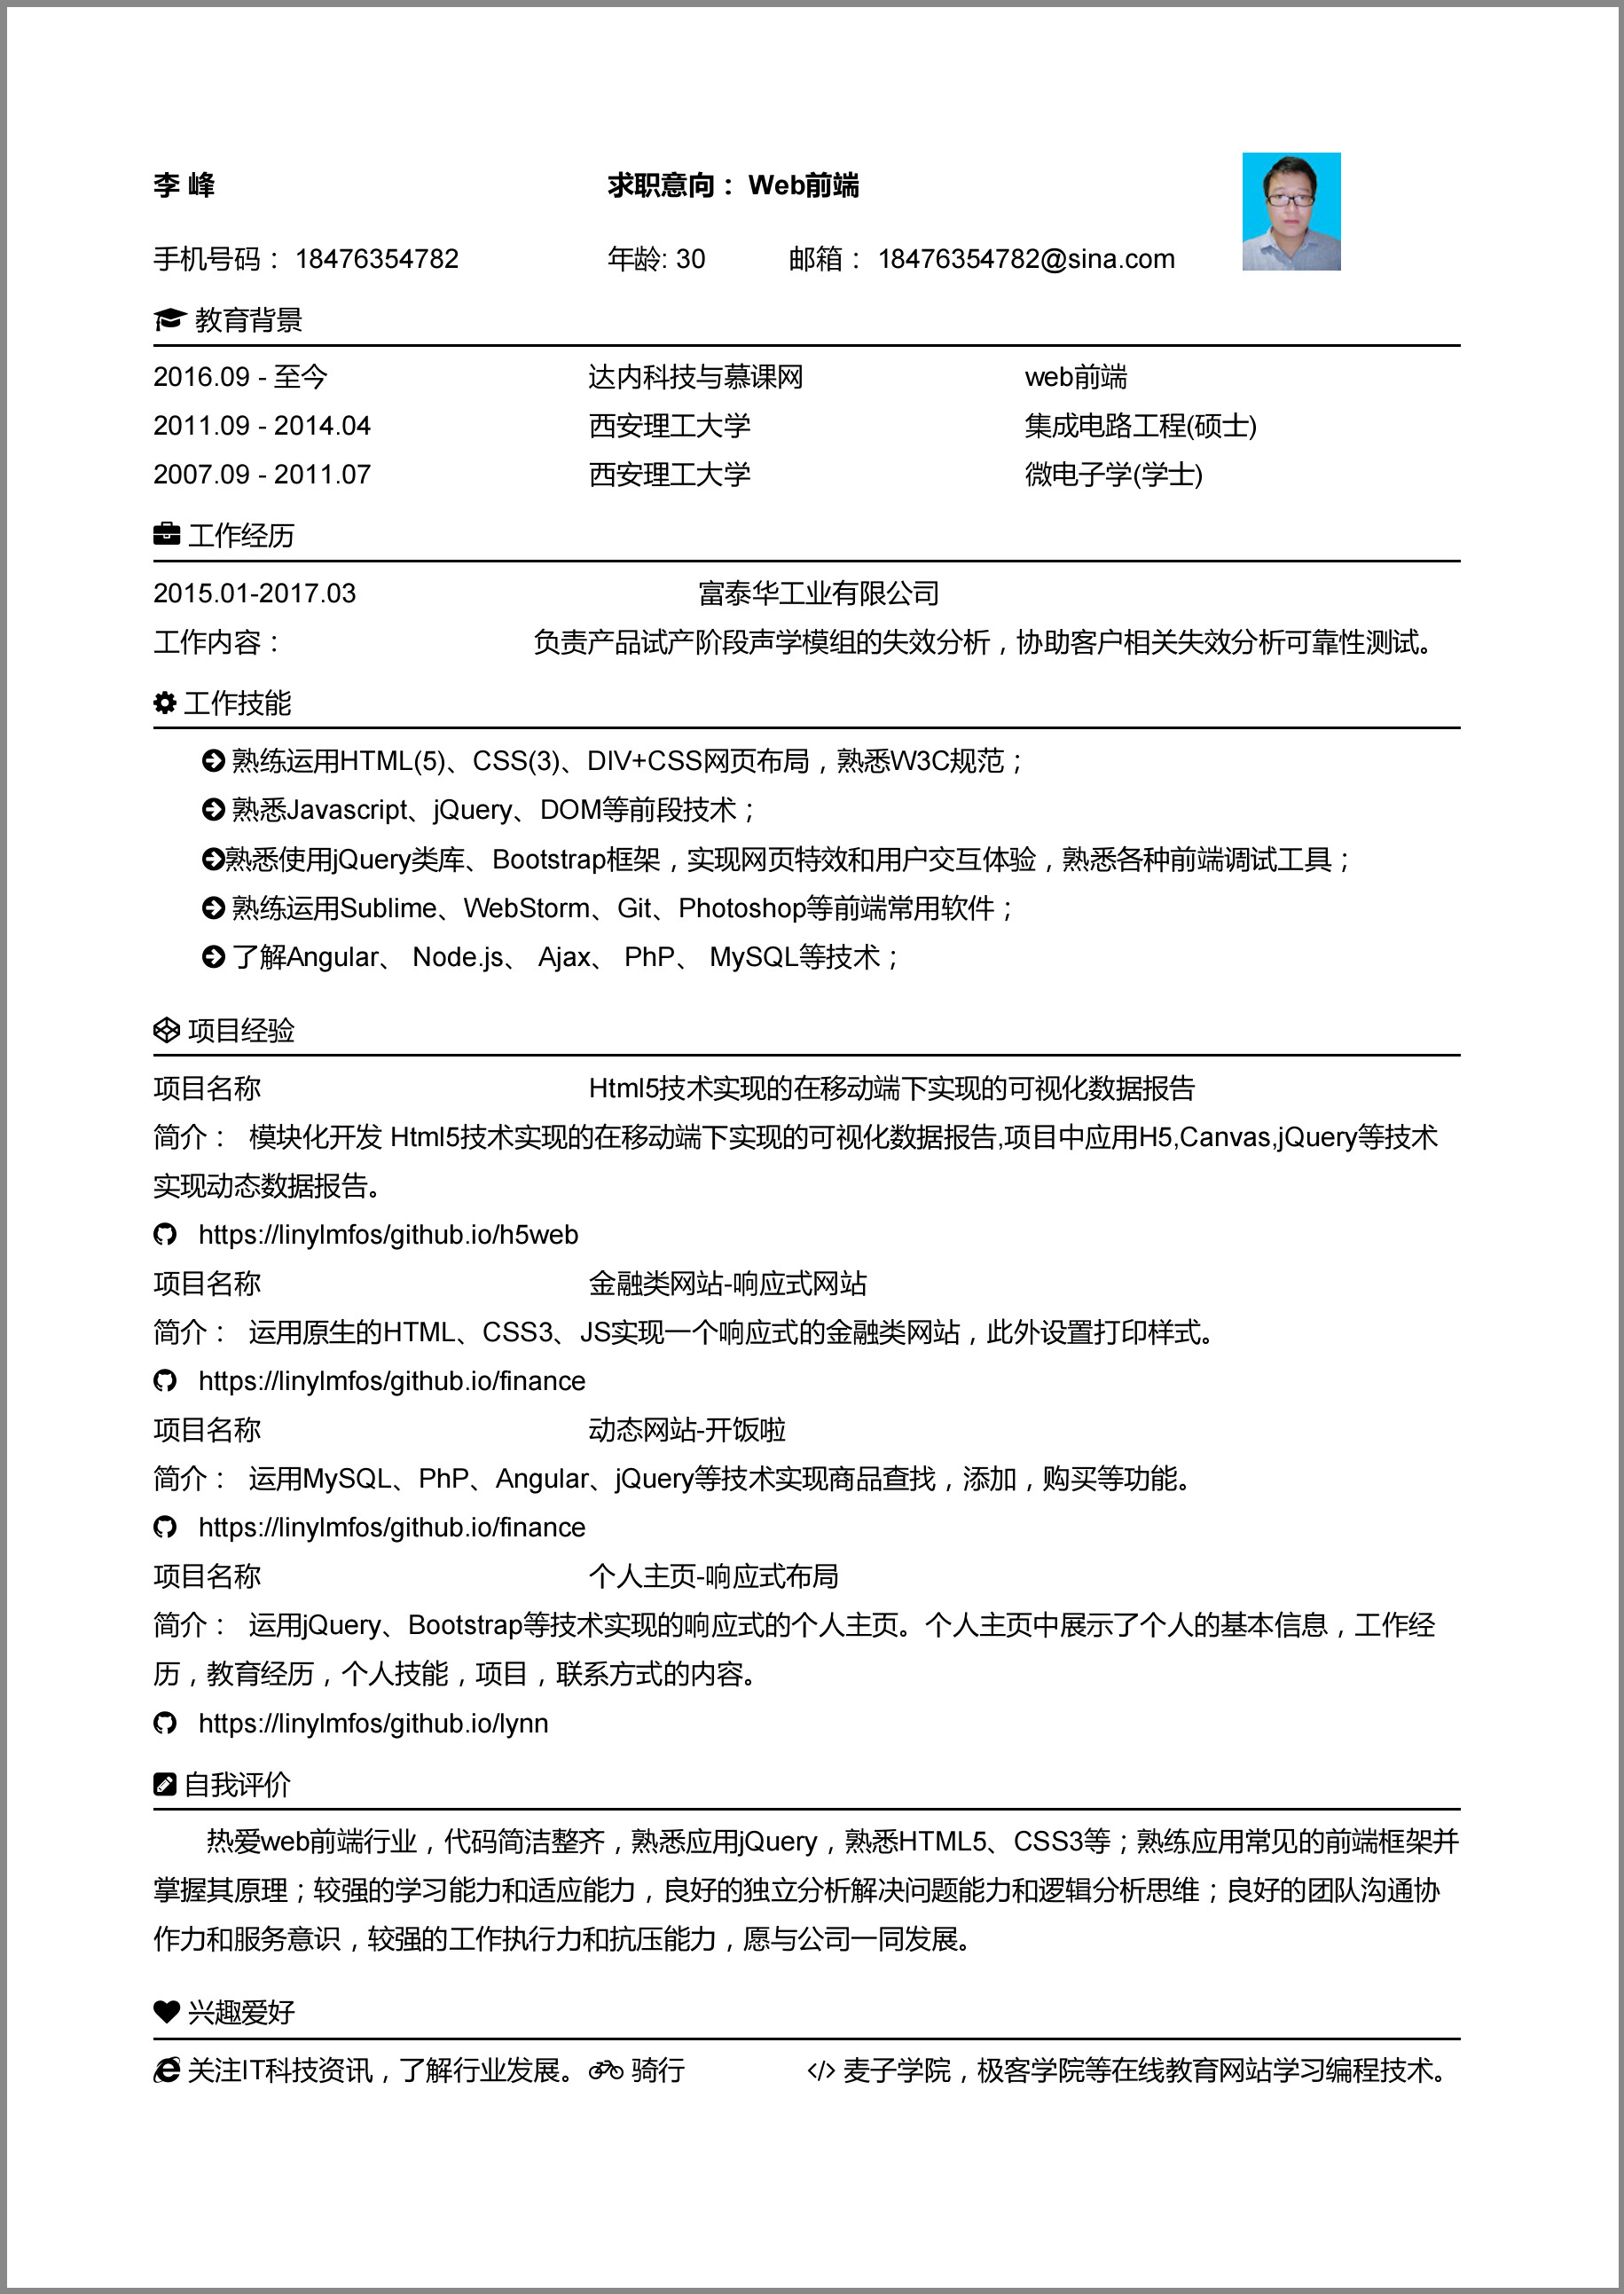 李 峰 求职意向： Web前端
手机号码： 18476354782 年龄: 30 邮箱： 18476354782@sina.com
教育背景
2016.09 - 至今 达内科技与慕课网 web前端
2011.09 - 2014.04 西安理工大学 集成电路工程(硕士)
2007.09 - 2011.07 西安理工大学 微电子学(学士)
工作经历
2015.01-2017.03 富泰华工业有限公司
工作内容： 负责产品试产阶段声学模组的失效分析，协助客户相关失效分析可靠性测试。
工作技能
熟练运用HTML(5)、CSS(3)、DIV+CSS网页布局，熟悉W3C规范；
熟悉Javascript、jQuery、DOM等前段技术；
熟悉使用jQuery类库、Bootstrap框架，实现网页特效和用户交互体验，熟悉各种前端调试工具；
熟练运用Sublime、WebStorm、Git、Photoshop等前端常用软件；
了解Angular、 Node.js、 Ajax、 PhP、 MySQL等技术；
项目经验
项目名称 Html5技术实现的在移动端下实现的可视化数据报告
简介： 模块化开发 Html5技术实现的在移动端下实现的可视化数据报告,项目中应用H5,Canvas,jQuery等技术
实现动态数据报告。
https://linylmfos/github.io/h5web
项目名称 金融类网站-响应式网站
简介： 运用原生的HTML、CSS3、JS实现一个响应式的金融类网站，此外设置打印样式。
https://linylmfos/github.io/finance
项目名称 动态网站-开饭啦
简介： 运用MySQL、PhP、Angular、jQuery等技术实现商品查找，添加，购买等功能。
https://linylmfos/github.io/finance
项目名称 个人主页-响应式布局
简介： 运用jQuery、Bootstrap等技术实现的响应式的个人主页。个人主页中展示了个人的基本信息，工作经
历，教育经历，个人技能，项目，联系方式的内容。
https://linylmfos/github.io/lynn
自我评价
热爱web前端行业，代码简洁整齐，熟悉应用jQuery，熟悉HTML5、CSS3等；熟练应用常见的前端框架并
掌握其原理；较强的学习能力和适应能力，良好的独立分析解决问题能力和逻辑分析思维；良好的团队沟通协
作力和服务意识，较强的工作执行力和抗压能力，愿与公司一同发展。
兴趣爱好
关注IT科技资讯，了解行业发展。 骑行 </> 麦子学院，极客学院等在线教育网站学习编程技术。